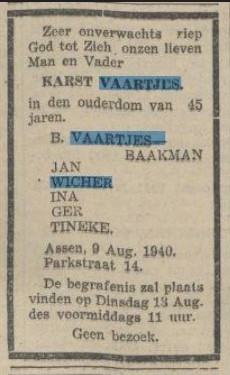 Zeer onverwachts riep
God tot Zich onzen lieven
Man en Vader
KARST VAARTJES.
in den ouderdom van 45
jaren.
B. VAARTJES—
BAAKMAN
JAN
WICHER
INA
GER
TINEKE.
Assen, 9 Aug. 1940.
Parkstraat 14.
De begrafenis zal plaats
vinden op Dinsdag 13 Aug.
des voormiddags 11 uur.
Geen bezoek.